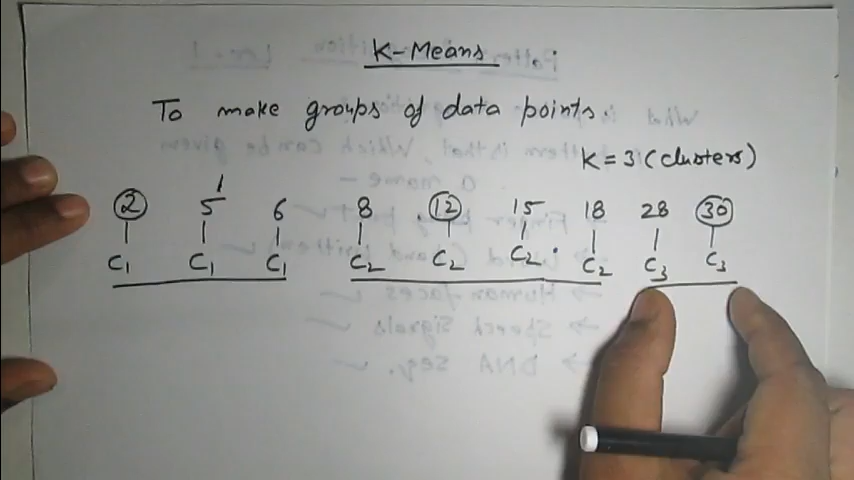 K-Means
To make groups of data points.
K = 3 (clusters)
2 5 6 8 12 15 18 28 30
C1 C1 C1 C2 C2 C2 C2 C3 C3